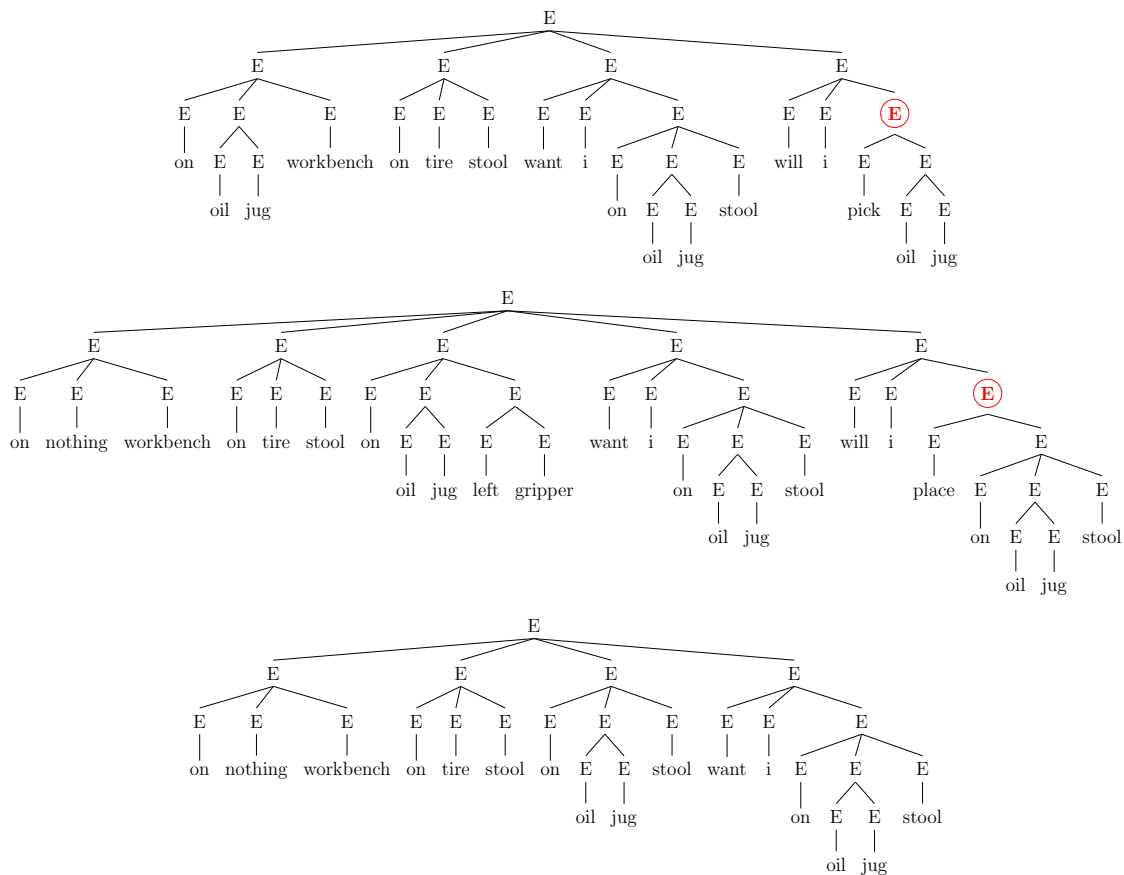 E
E E E E
E E E E E E E E E E E E
on E E workbench on tire stool want i E E E will i E E
oil jug on E E stool pick E E
oil jug oil jug
E
E E E E E
E E E E E E E E E E E E E E E
on nothing workbench on tire stool on E E E E want i E E E will i E E
oil jug left gripper on E E stool place E E E
oil jug on E E stool
oil jug
E
E E E E
E E E E E E E E E E E E
on nothing workbench on tire stool on E E stool want i E E E
oil jug on E E stool
oil jug